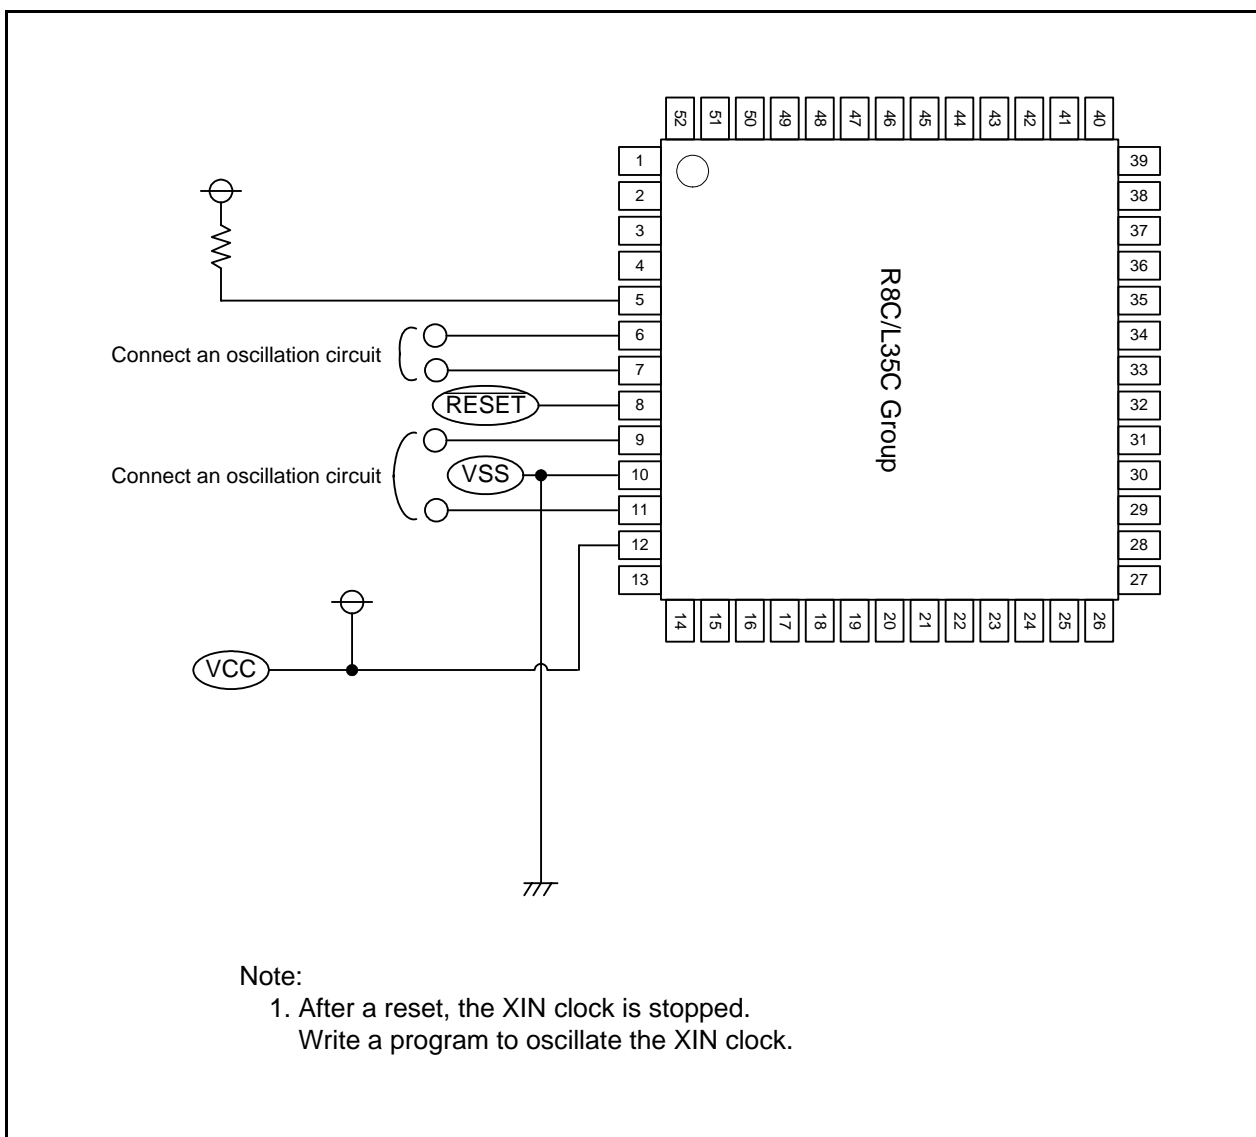 52 51 50 49 48 47 46 45 44 43 42 41 40
1 39
2 38
3 37
4 36
5 35
6 34
Connect an oscillation circuit
7 33
RESET 8 32
9 31
Connect an oscillation circuit VSS 10 30
11 29
12 28
13 27
R8C/L35C Group
14 15 16 17 18 19 20 21 22 23 24 25 26
VCC
Note:
1. After a reset, the XIN clock is stopped.
Write a program to oscillate the XIN clock.